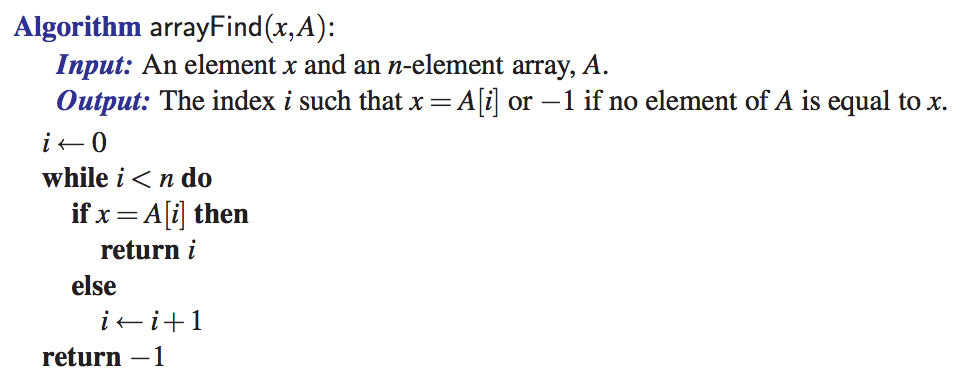 Algorithm arrayFind(x,A):
Input: An element x and an n-element array, A.
Output: The index i such that x = A[i] or −1 if no element of A is equal to x.
i ← 0
while i < n do
if x = A[i] then
return i
else
i ← i + 1
return −1